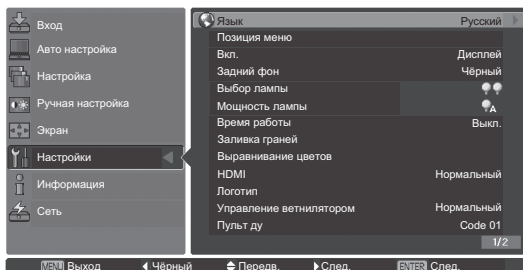 Вход
Авто настройка
Настройка
Ручная настройка
Экран
Настройки
Информация
Сеть
Язык Русский
Позиция меню
Вкл. Дисплей
Задний фон Чёрный
Выбор лампы
Мощность лампы A
Время работы Выкл.
Заливка граней
Выравнивание цветов
HDMI Нормальный
Логотип
Управление ветнилятором Нормальный
Пульт ду Code 01
1/2
MENU Выход Чёрный Передв. След. ENTER След.